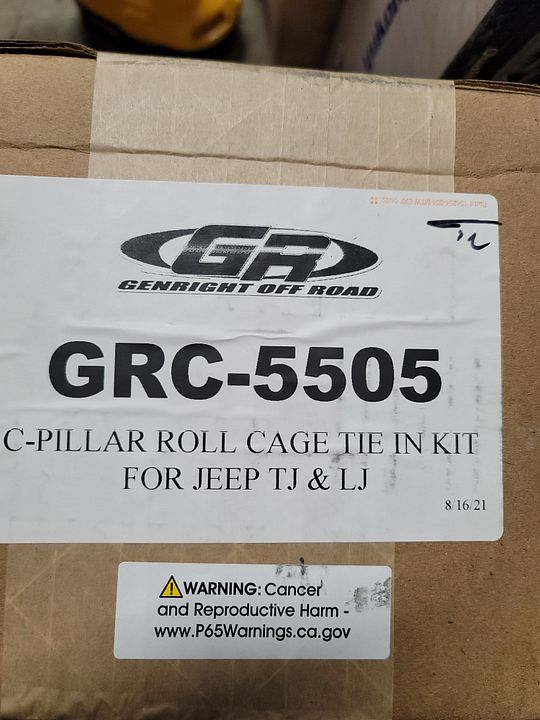 GR
GENRIGHT OFF ROAD
GRC-5505
C-PILLAR ROLL CAGE TIE IN KIT
FOR JEEP TJ & LJ
8/16/21
WARNING: Cancer
and Reproductive Harm -
www.P65Warnings.ca.gov